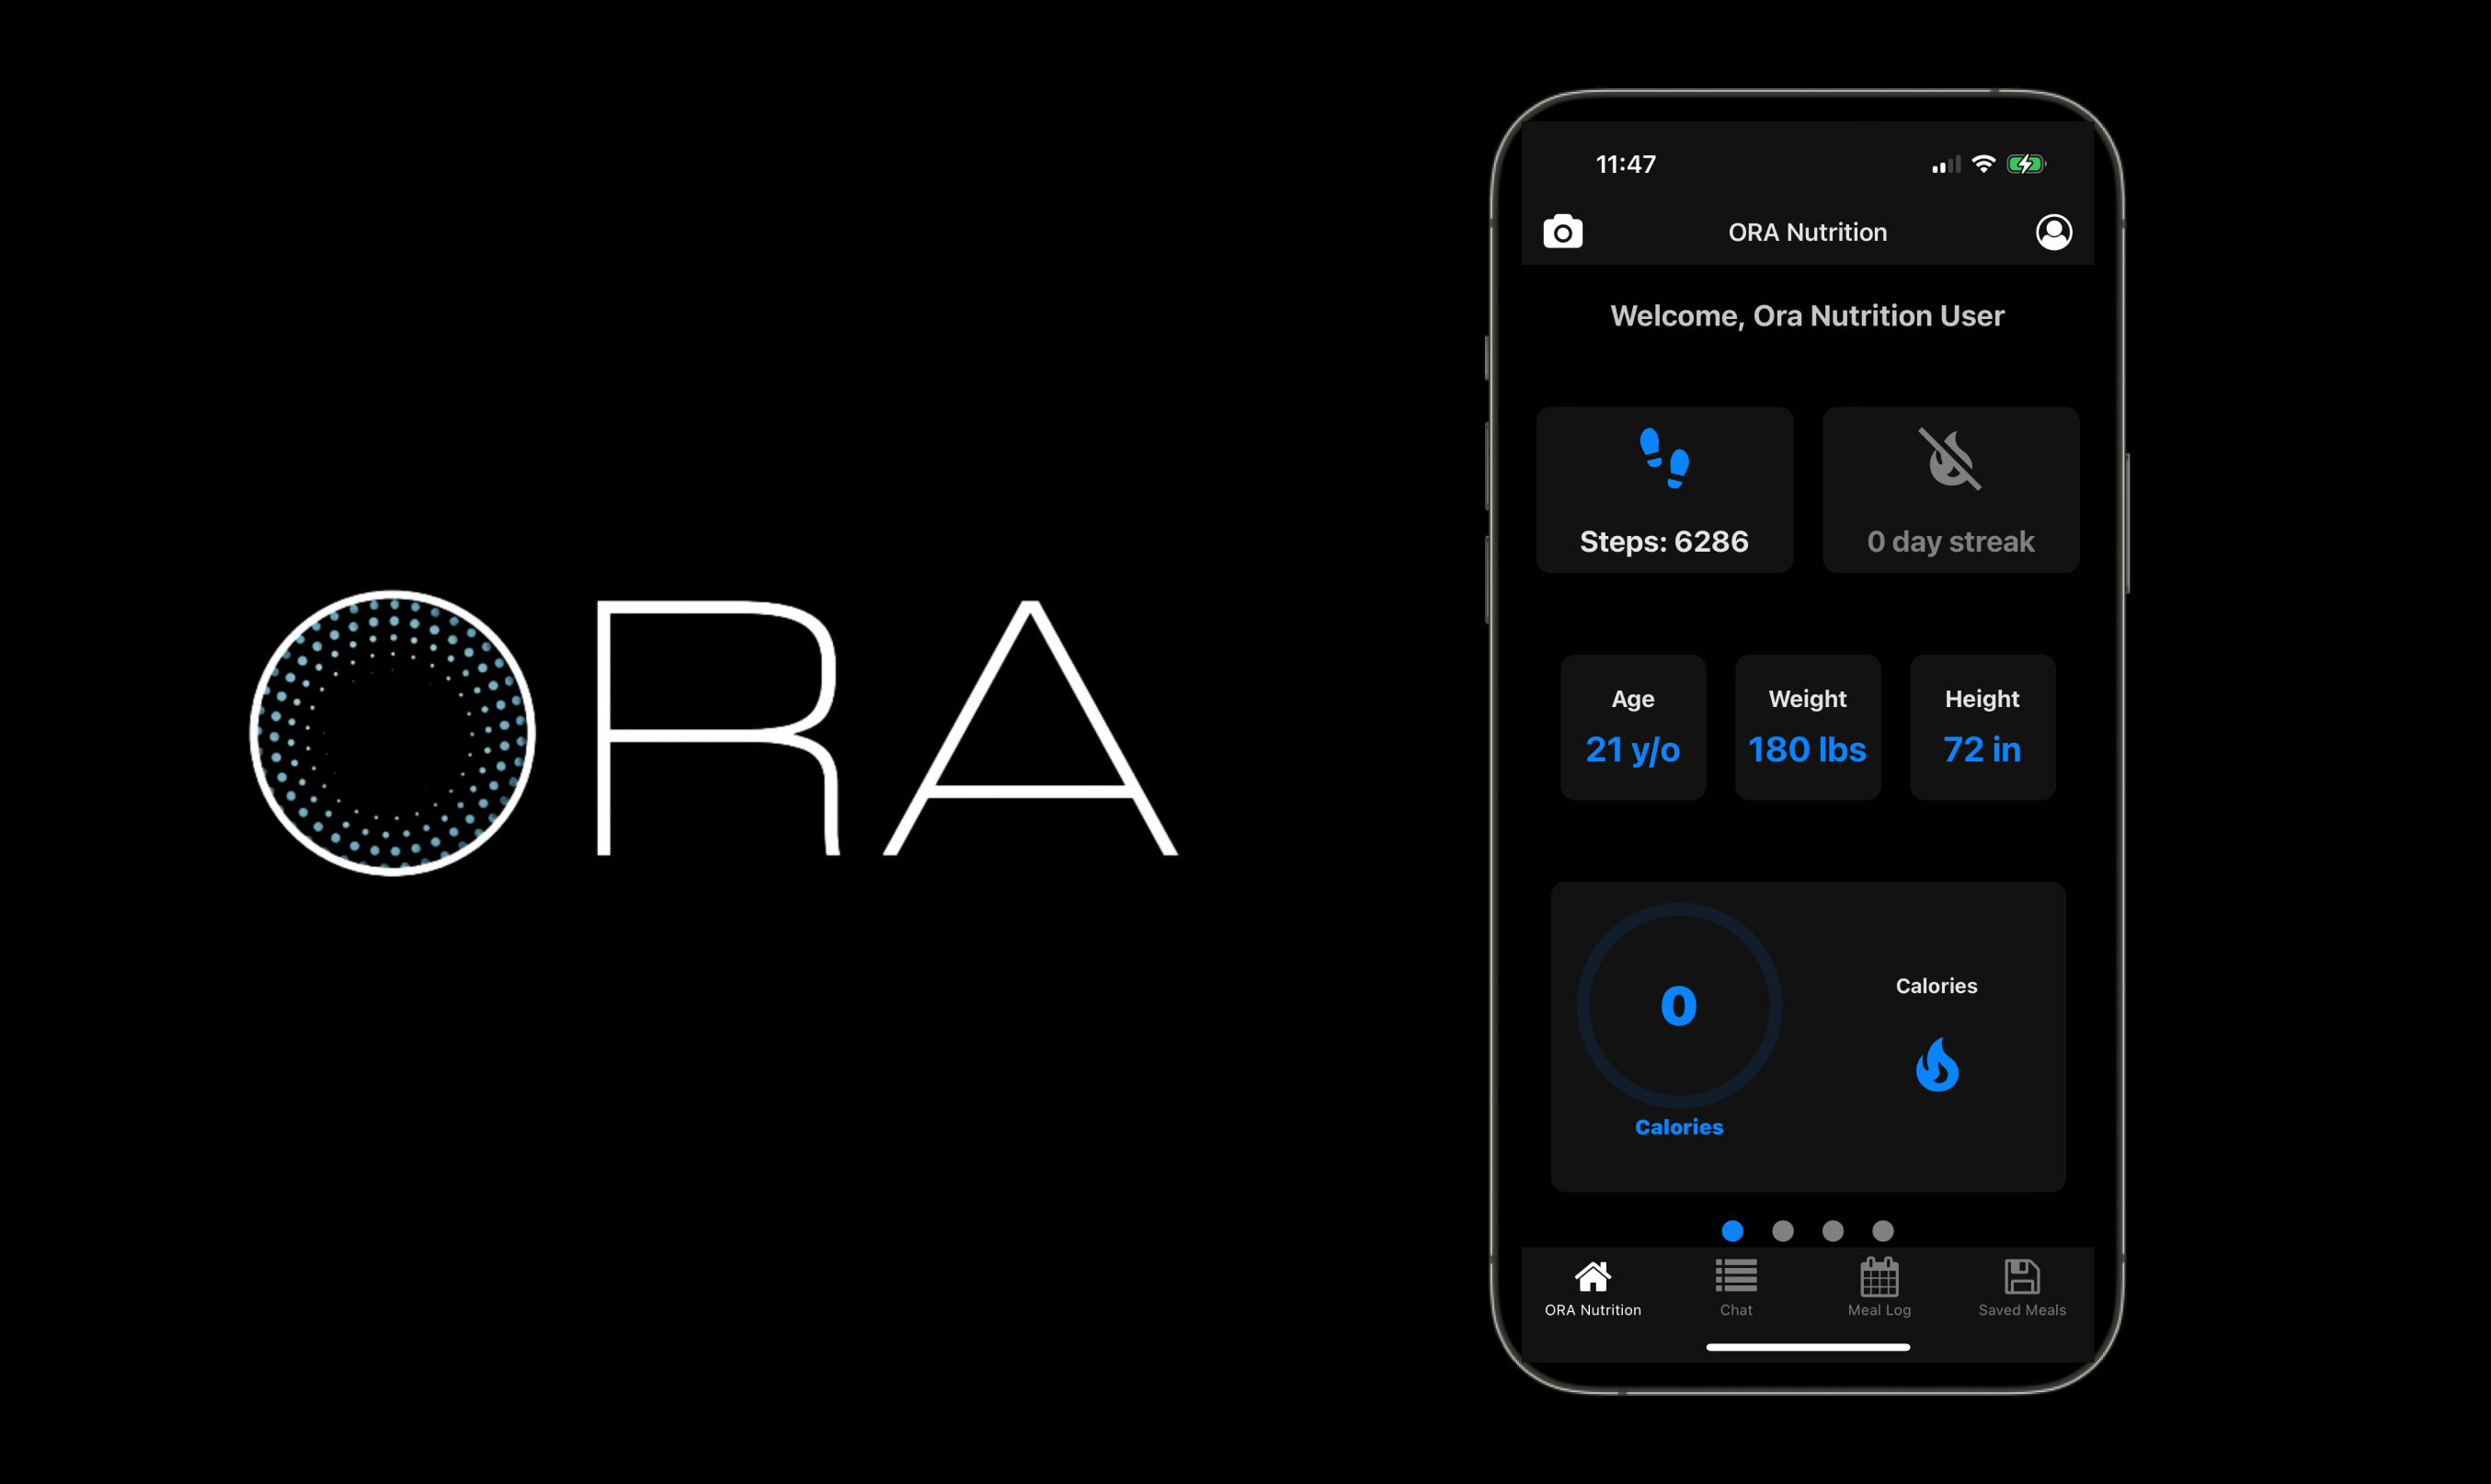 ORA
11:47
ORA Nutrition
Welcome, Ora Nutrition User
Steps: 6286
0 day streak
Age
21 y/o
Weight
180 lbs
Height
72 in
0
Calories
Calories
ORA Nutrition
Chat
Meal Log
Saved Meals